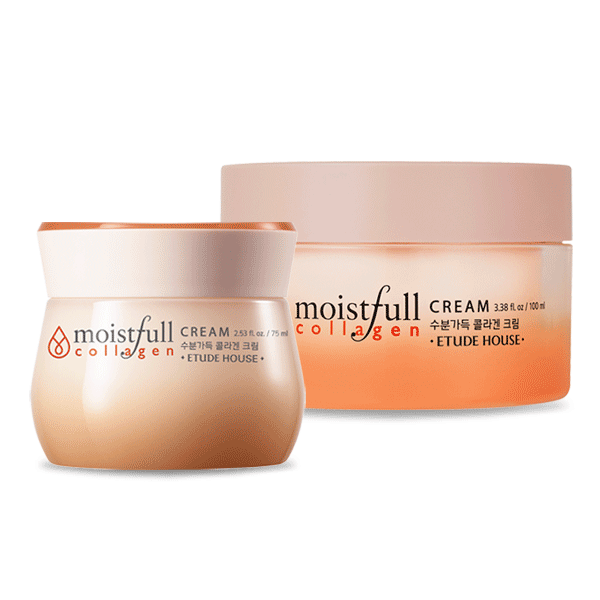 moistfull
collagen
CREAM 2.53 fl. oz. / 75 ml
수분가득 콜라겐 크림
·ETUDE HOUSE·
moistfull
collagen
CREAM 3.38 fl. oz / 100 ml
수분가득 콜라겐 크림
·ETUDE HOUSE·